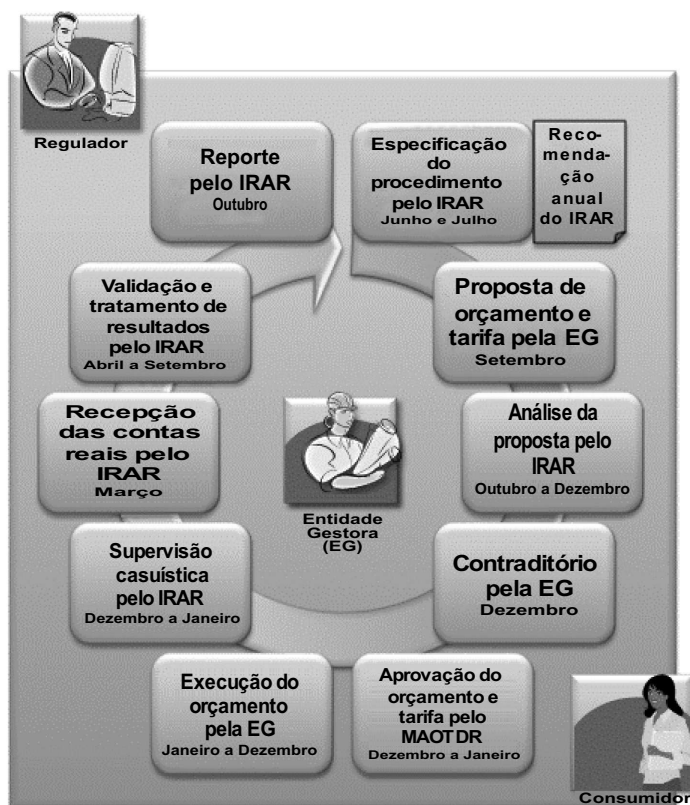 Regulador
Reporte
pelo IRAR
Outubro
Especificação
do
procedimento
pelo IRAR
Junho e Julho
Reco-
menda-
ção
anual
do IRAR
Proposta de
orçamento e
tarifa pela EG
Setembro
Análise da
proposta pelo
IRAR
Outubro a Dezembro
Contraditório
pela EG
Dezembro
Aprovação do
orçamento e
tarifa pelo
MAOTDR
Dezembro a Janeiro
Execução do
orçamento
pela EG
Janeiro a Dezembro
Supervisão
casuística
pelo IRAR
Dezembro a Janeiro
Recepção
das contas
reais pelo
IRAR
Março
Validação e
tratamento de
resultados
pelo IRAR
Abril a Setembro
Entidade
Gestora
(EG)
Consumidor